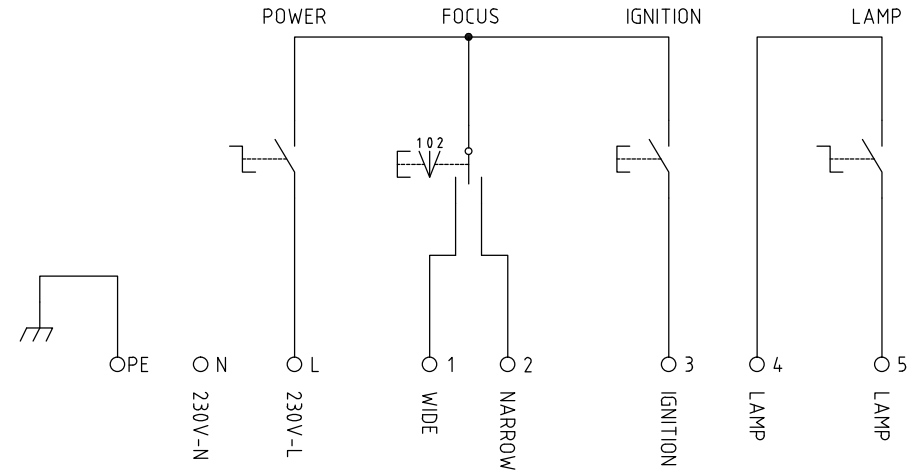 POWER FOCUS IGNITION LAMP
1 0 2
PE N L 1 2 3 4 5
230V-N
230V-L
WIDE
NARROW
IGNITION
LAMP
LAMP